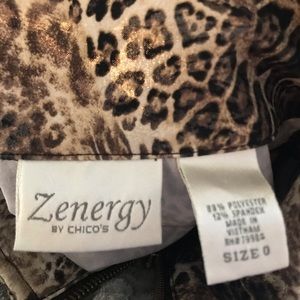 Zenergy
BY CHICO'S
88% POLYESTER
12% SPANDEX
MADE IN
VIETNAM
SIZE 0